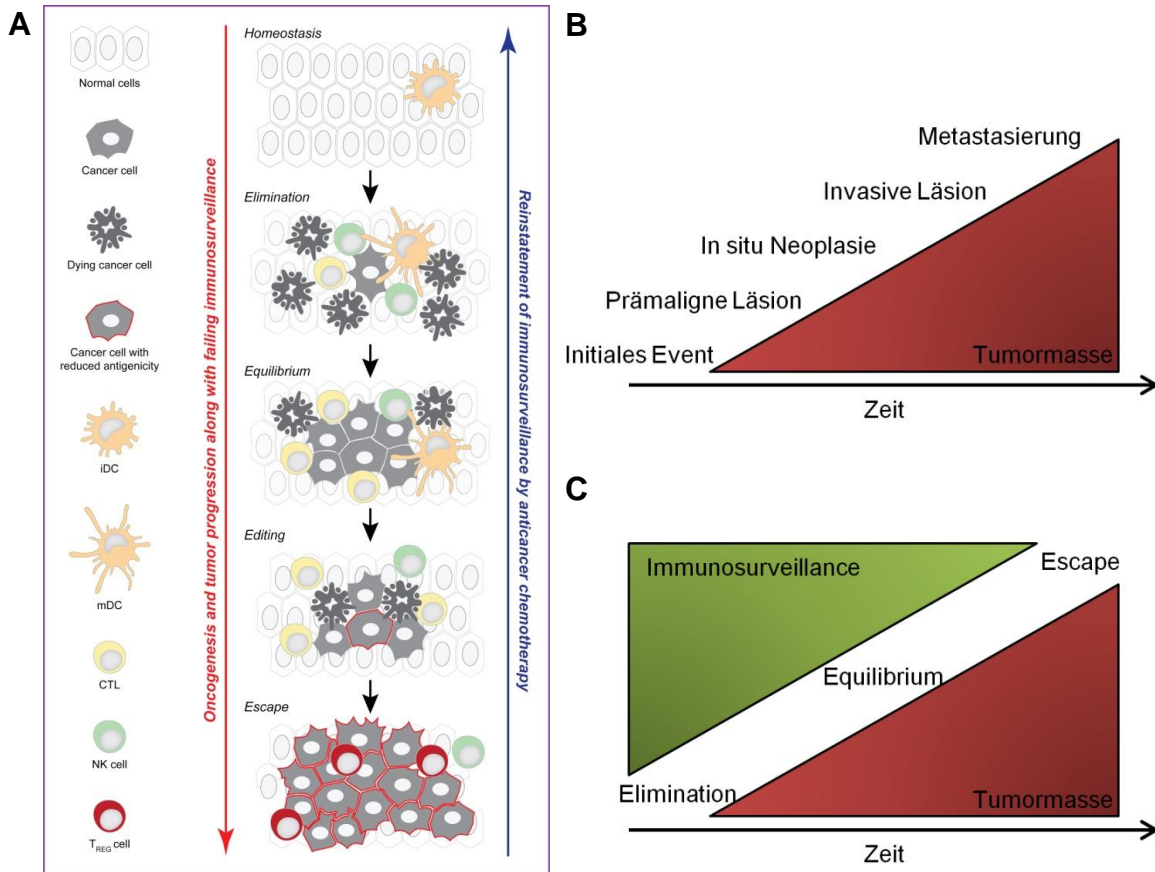 A
Normal cells
Cancer cell
Dying cancer cell
Cancer cell with
reduced antigenicity
iDC
mDC
CTL
NK cell
TREG cell
Oncogenesis and tumor progression along with failing immunosurveillance
Homeostasis
Elimination
Equilibrium
Editing
Escape
Reinstatement of immunosurveillance by anticancer chemotherapy
B
Metastasierung
Invasive Läsion
In situ Neoplasie
Prämaligne Läsion
Initiales Event
Tumormasse
Zeit
C
Immunosurveillance
Escape
Equilibrium
Elimination
Tumormasse
Zeit